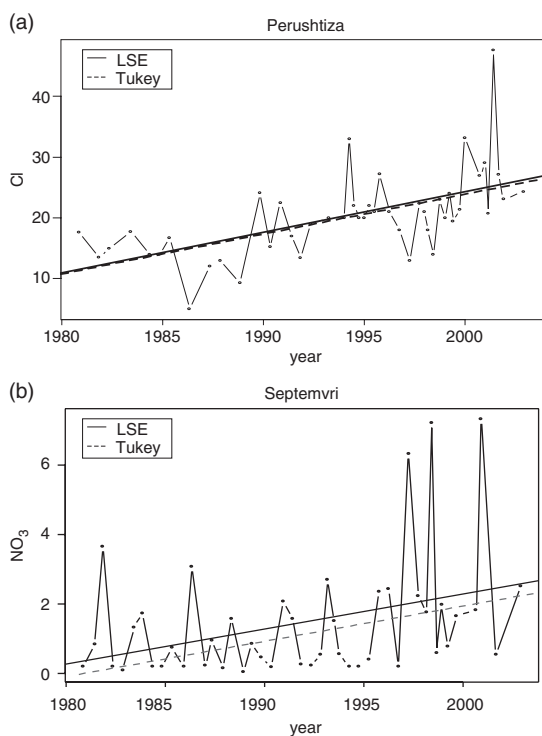 (a)
Perushtiza
LSE
Tukey
40
30
20
10
Cl
1980 1985 1990 1995 2000
year
(b)
Septemvri
LSE
Tukey
6
4
2
0
NO3
1980 1985 1990 1995 2000
year